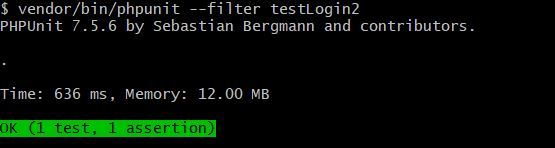 $ vendor/bin/phpunit --filter testLogin2
PHPUnit 7.5.6 by Sebastian Bergmann and contributors.
.
Time: 636 ms, Memory: 12.00 MB
OK (1 test, 1 assertion)